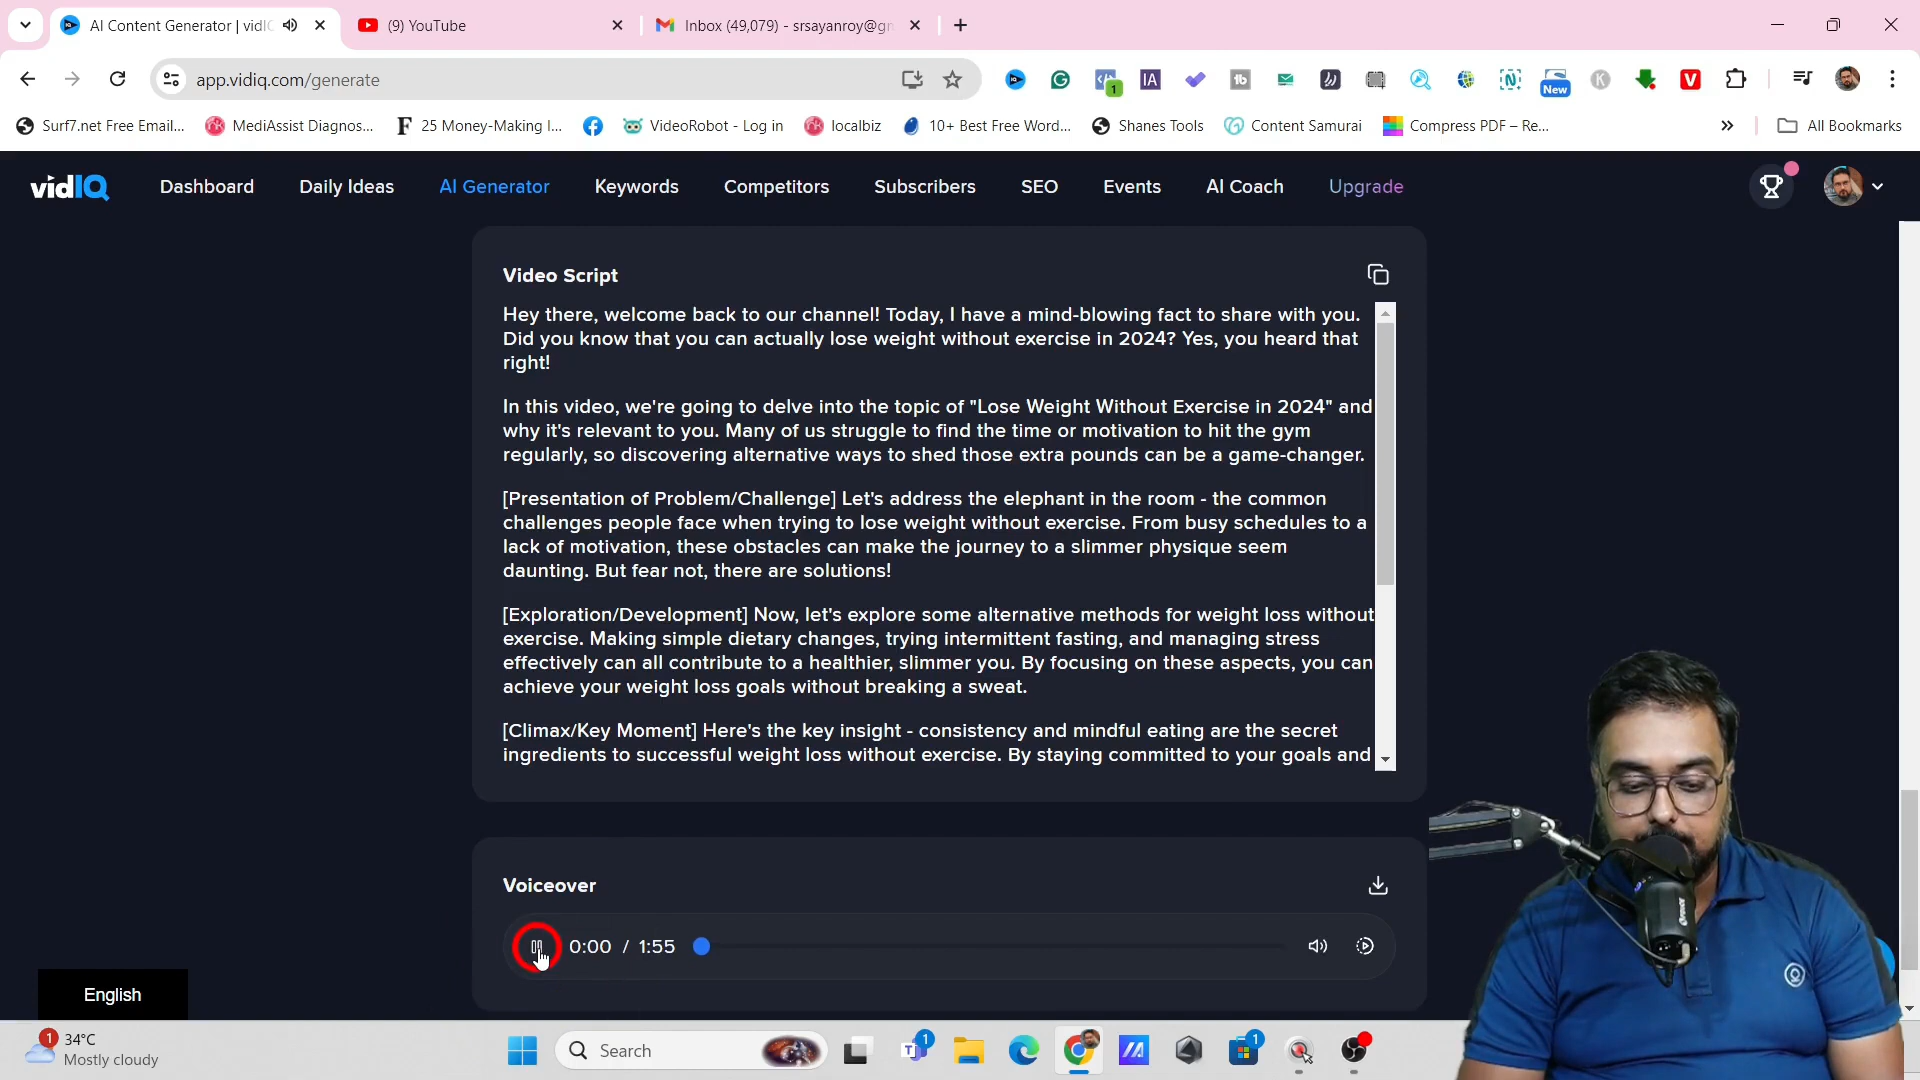 AI Content Generator | vidIC
(9) YouTube
Inbox (49,079) - srsayanroy@gm
app.vidiq.com/generate
1
IA
tb
New
K
V
Surf7.net Free Email...
MediAssist Diagnos...
25 Money-Making I...
VideoRobot - Log in
localbiz
10+ Best Free Word...
Shanes Tools
Content Samurai
Compress PDF – Re...
All Bookmarks
vidIQ
Dashboard
Daily Ideas
AI Generator
Keywords
Competitors
Subscribers
SEO
Events
AI Coach
Upgrade
Video Script
Hey there, welcome back to our channel! Today, I have a mind-blowing fact to share with you.
Did you know that you can actually lose weight without exercise in 2024? Yes, you heard that
right!
In this video, we're going to delve into the topic of "Lose Weight Without Exercise in 2024" and
why it's relevant to you. Many of us struggle to find the time or motivation to hit the gym
regularly, so discovering alternative ways to shed those extra pounds can be a game-changer.
[Presentation of Problem/Challenge] Let's address the elephant in the room - the common
challenges people face when trying to lose weight without exercise. From busy schedules to a
lack of motivation, these obstacles can make the journey to a slimmer physique seem
daunting. But fear not, there are solutions!
[Exploration/Development] Now, let's explore some alternative methods for weight loss without
exercise. Making simple dietary changes, trying intermittent fasting, and managing stress
effectively can all contribute to a healthier, slimmer you. By focusing on these aspects, you can
achieve your weight loss goals without breaking a sweat.
[Climax/Key Moment] Here's the key insight - consistency and mindful eating are the secret
ingredients to successful weight loss without exercise. By staying committed to your goals and
Voiceover
0:00 / 1:55
English
1
34°C
Mostly cloudy
Search
1
1